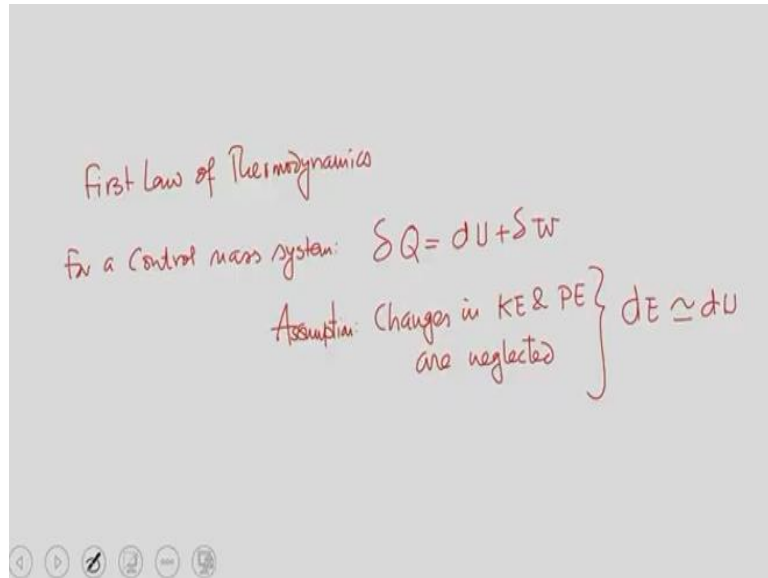 First Law of Thermodynamics
For a Control mass system: δQ = dU + δW
Assumption: Changes in KE & PE } dE ≃ dU
are neglected